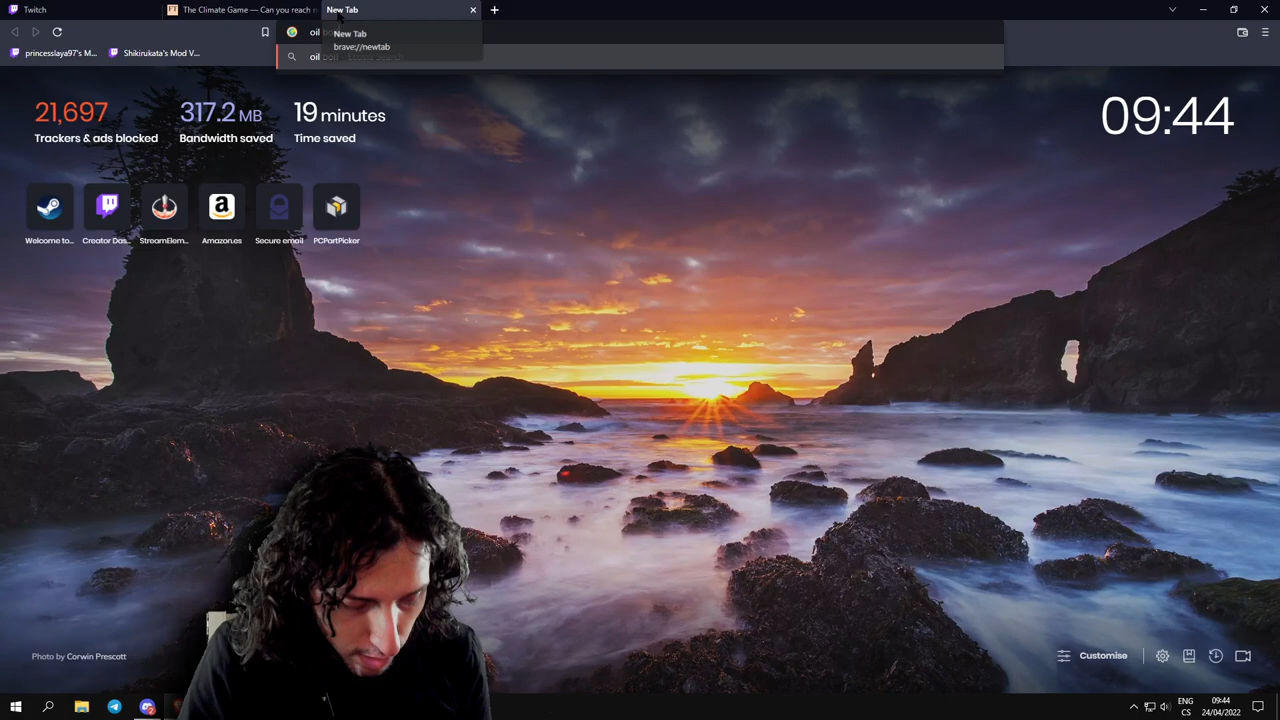 Twitch
The Climate Game — Can you reach n
New Tab
oil
New Tab
brave://newtab
oil boil
princesslaya97's M...
Shikirukata's Mod V...
21,697
Trackers & ads blocked
317.2 MB
Bandwidth saved
19 minutes
Time saved
09:44
Welcome to...
Creator Das...
StreamElem...
Amazon.es
Secure email
PCPartPicker
Photo by Corwin Prescott
Customise
ENG
CS
09:44
24/04/2022